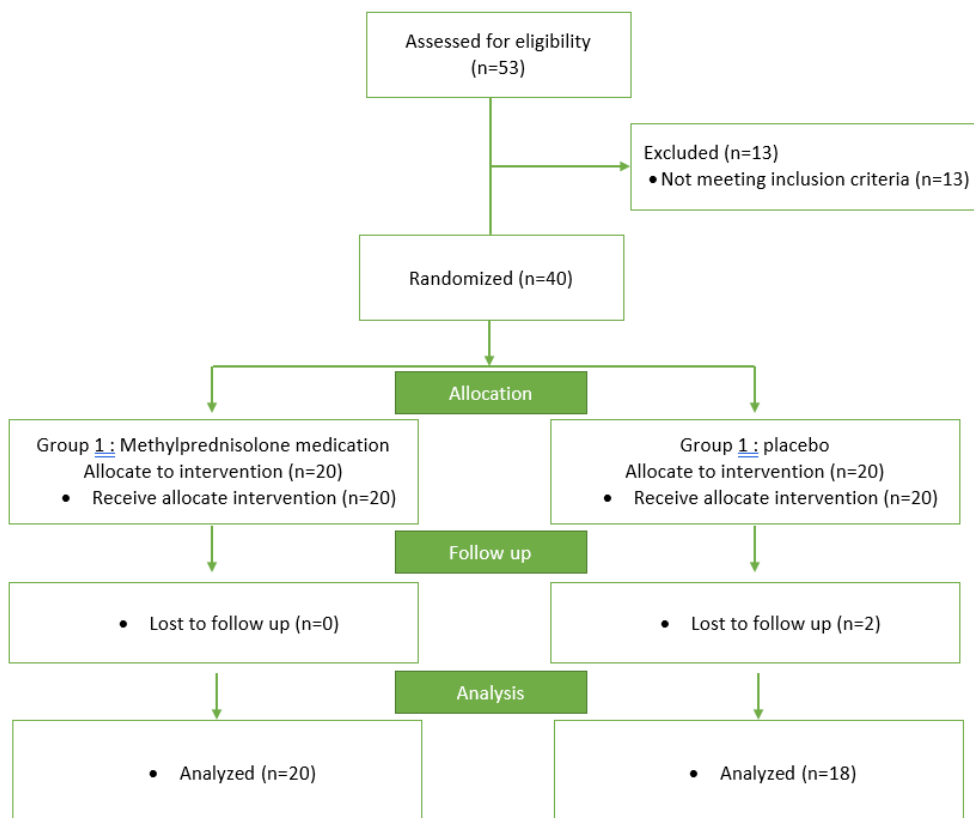 Assessed for eligibility
(n=53)
Excluded (n=13)
• Not meeting inclusion criteria (n=13)
Randomized (n=40)
Allocation
Group 1 : Methylprednisolone medication
Allocate to intervention (n=20)
• Receive allocate intervention (n=20)
Group 1 : placebo
Allocate to intervention (n=20)
• Receive allocate intervention (n=20)
Follow up
• Lost to follow up (n=0)
• Lost to follow up (n=2)
Analysis
• Analyzed (n=20)
• Analyzed (n=18)